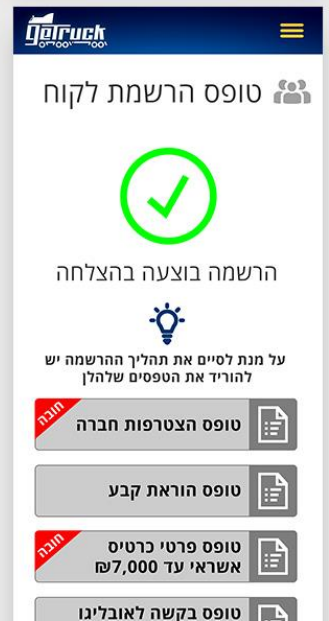 getruck
טופס הרשמת לקוח
הרשמה בוצעה בהצלחה
על מנת לסיים את תהליך ההרשמה יש
להוריד את הטפסים שלהלן
חובה
טופס הצטרפות חברה
טופס הוראת קבע
חובה
טופס פרטי כרטיס
אשראי עד 7,000₪
טופס בקשה לאובליגו